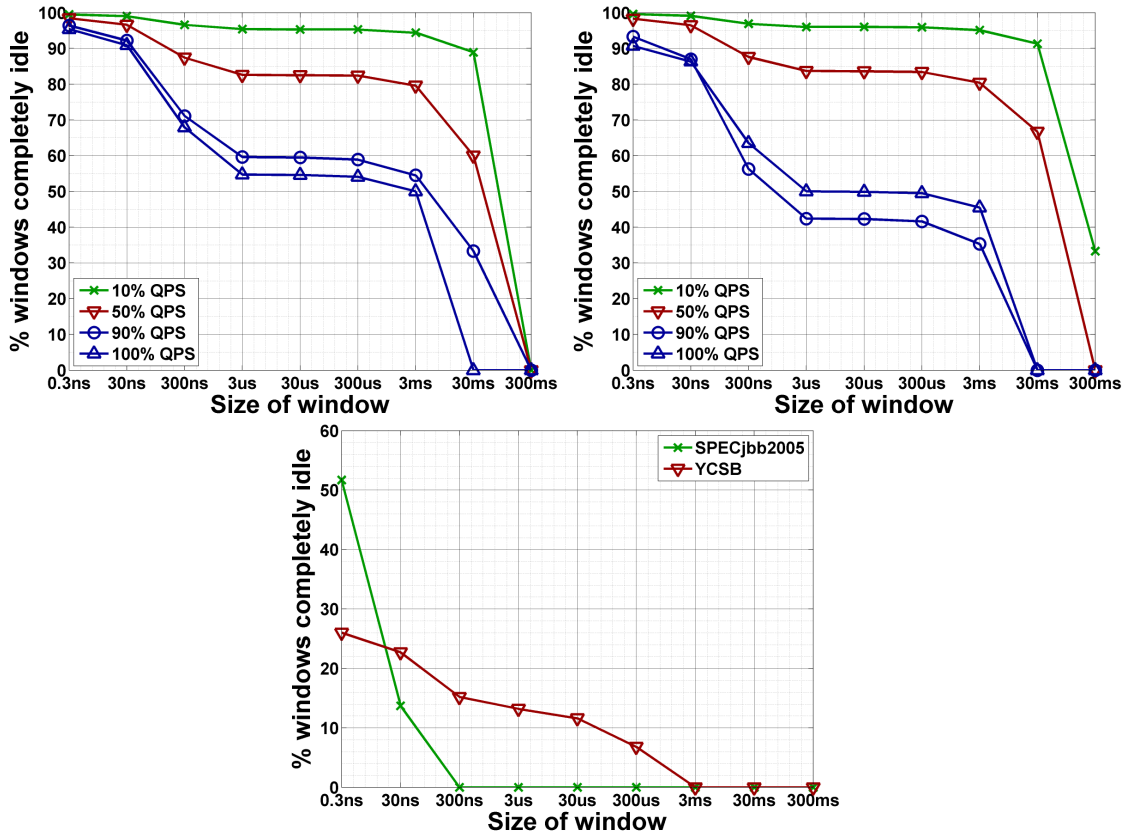 % windows completely idle
100
90
80
70
60
50
40
30
20
10
0
10% QPS
50% QPS
90% QPS
100% QPS
0.3ns 30ns 300ns 3us 30us 300us 3ms 30ms 300ms
Size of window
% windows completely idle
100
90
80
70
60
50
40
30
20
10
0
10% QPS
50% QPS
90% QPS
100% QPS
0.3ns 30ns 300ns 3us 30us 300us 3ms 30ms 300ms
Size of window
% windows completely idle
60
50
40
30
20
10
0
SPECjbb2005
YCSB
0.3ns 30ns 300ns 3us 30us 300us 3ms 30ms 300ms
Size of window